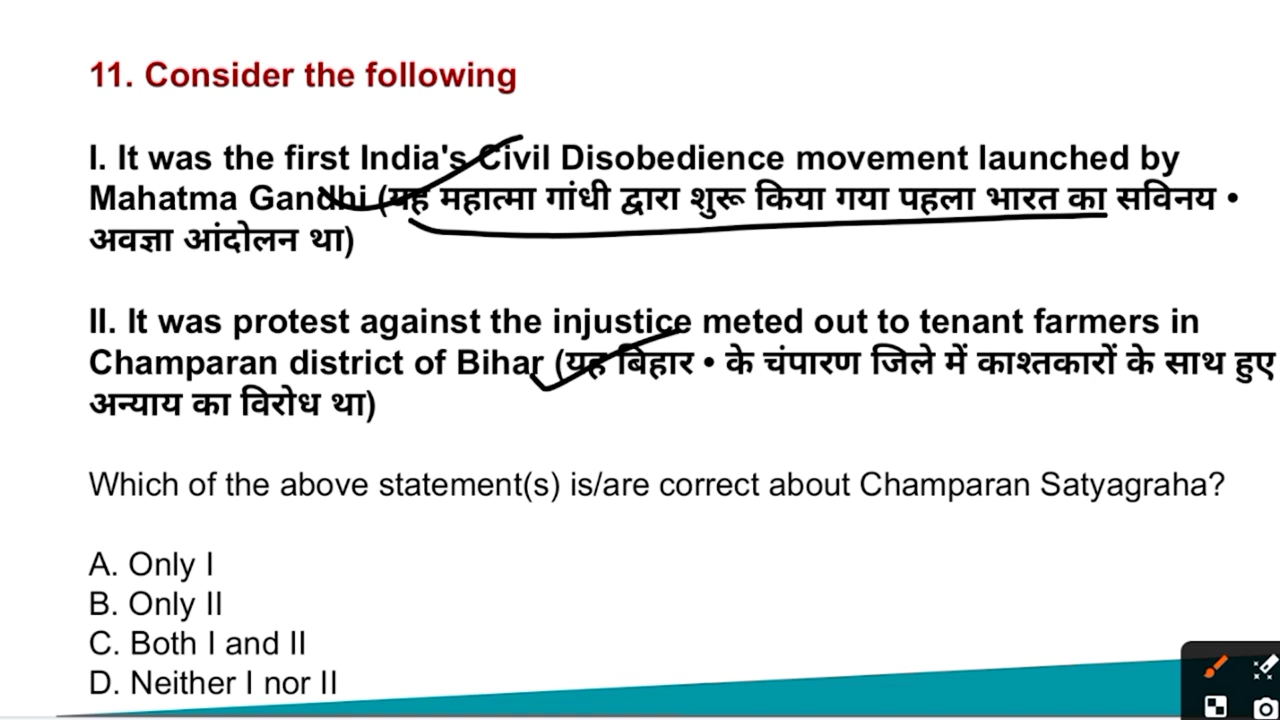 11. Consider the following
I. It was the first India's Civil Disobedience movement launched by
Mahatma Gandhi (यह महात्मा गांधी द्वारा शुरू किया गया पहला भारत का सविनय •
अवज्ञा आंदोलन था)
II. It was protest against the injustice meted out to tenant farmers in
Champaran district of Bihar (यह बिहार • के चंपारण जिले में काश्तकारों के साथ हुए
अन्याय का विरोध था)
Which of the above statement(s) is/are correct about Champaran Satyagraha?
A. Only I
B. Only II
C. Both I and II
D. Neither I nor II